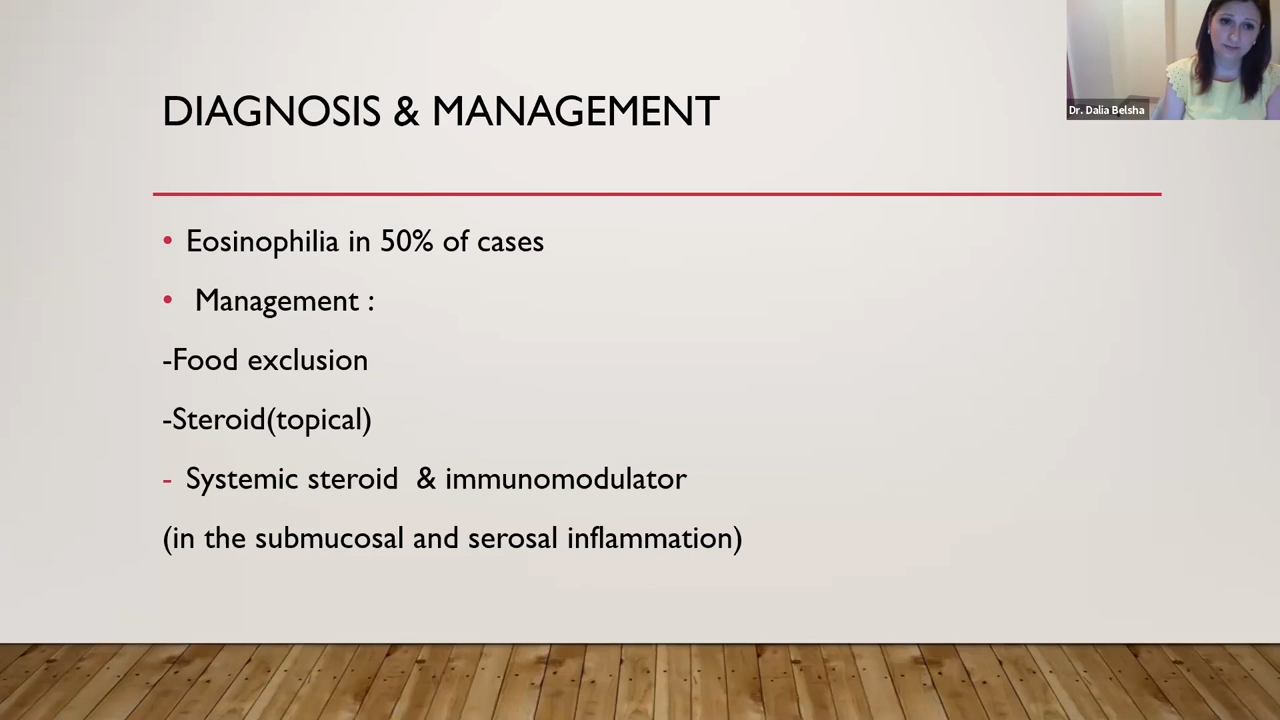 DIAGNOSIS & MANAGEMENT
Dr. Dalia Belsha
• Eosinophilia in 50% of cases
• Management :
-Food exclusion
-Steroid(topical)
- Systemic steroid & immunomodulator
(in the submucosal and serosal inflammation)